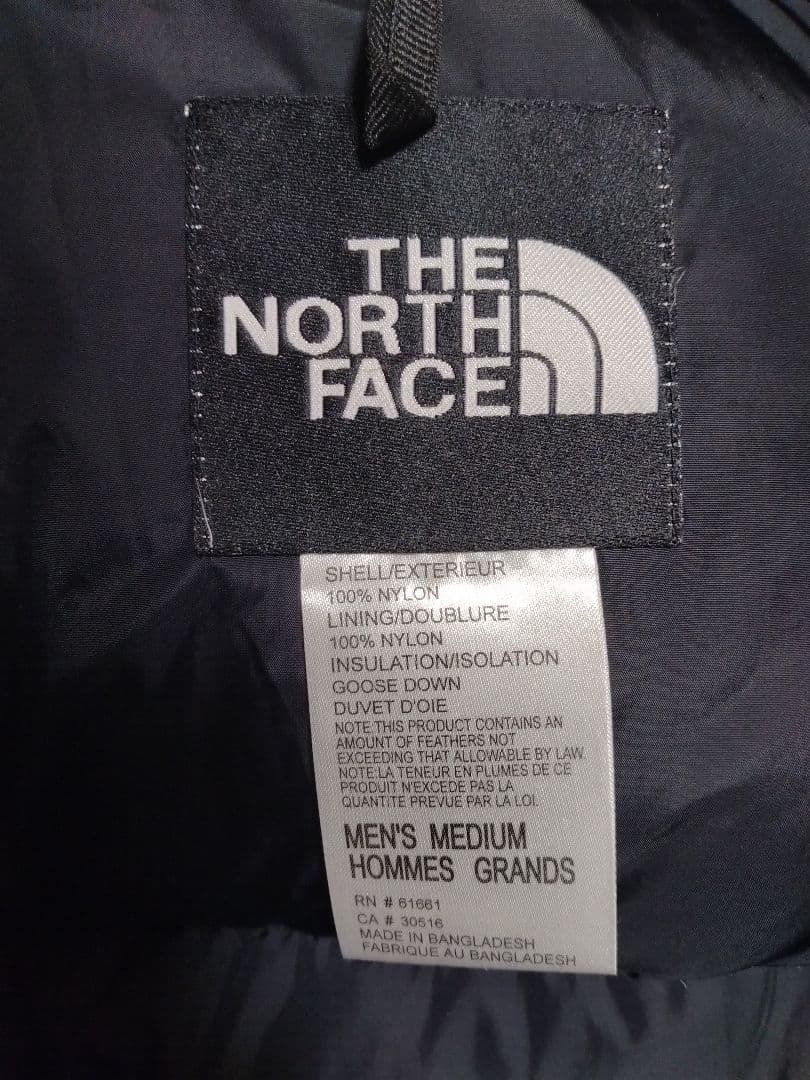 THE
NORTH
FACE
SHELL/EXTERIEUR
100% NYLON
LINING/DOUBLURE
100% NYLON
INSULATION/ISOLATION
GOOSE DOWN
DUVET D'OIE
NOTE:THIS PRODUCT CONTAINS AN
AMOUNT OF FEATHERS NOT
EXCEEDING THAT ALLOWABLE BY LAW.
NOTE:LA TENEUR EN PLUMES DE CE
PRODUIT N'EXCEDE PAS LA
QUANTITE PREVUE PAR LA LOI.
MEN'S MEDIUM
HOMMES GRANDS
RN # 61661
CA # 30516
MADE IN BANGLADESH
FABRIQUE AU BANGLADESH